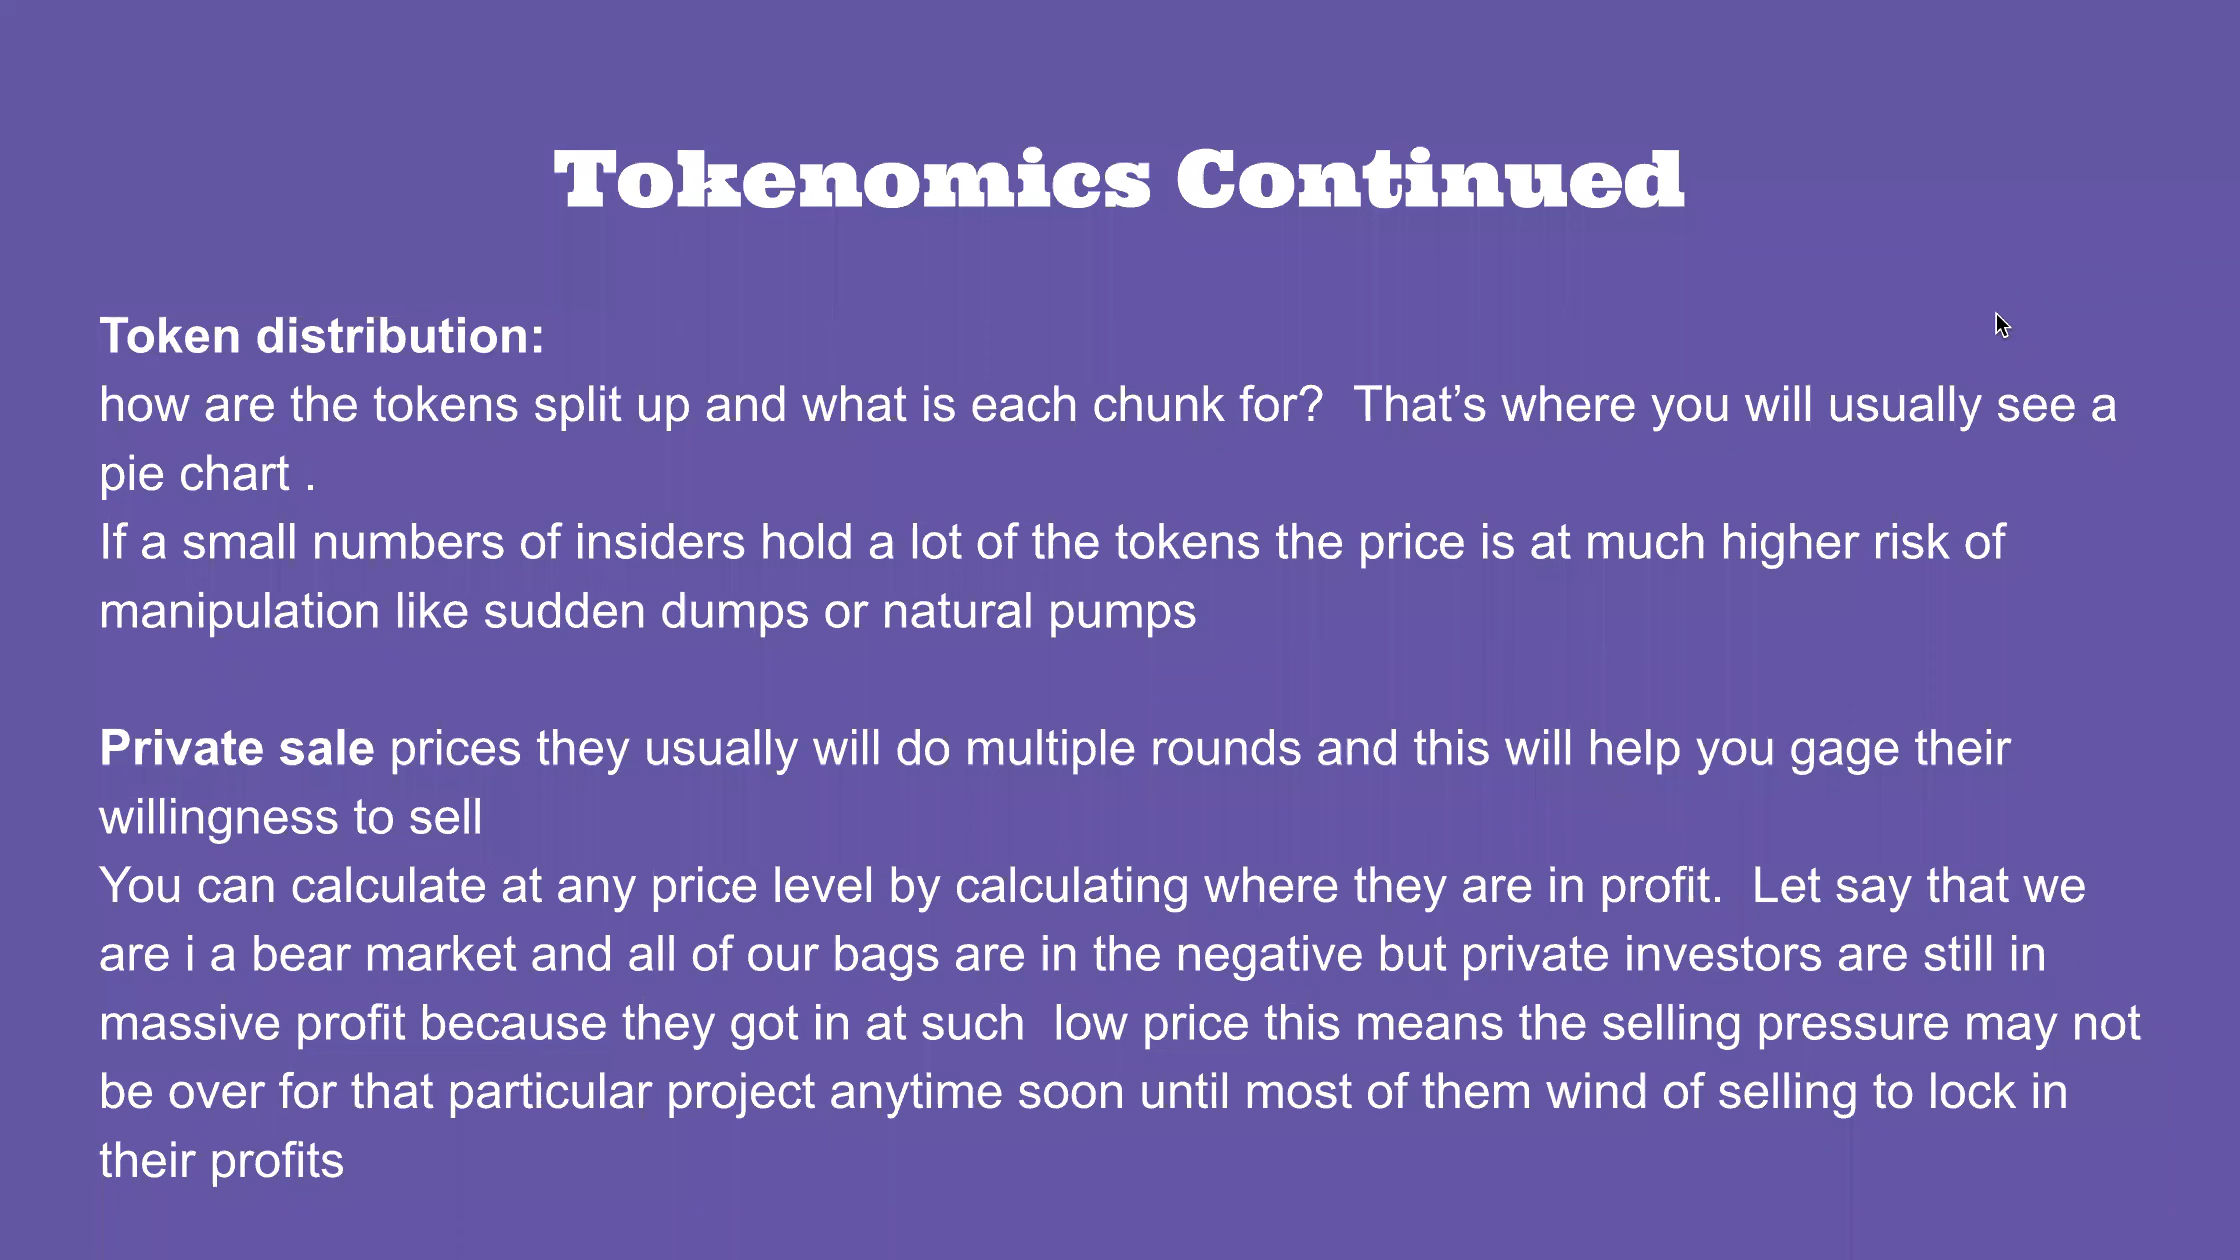 Tokenomics Continued
Token distribution:
how are the tokens split up and what is each chunk for?  That’s where you will usually see a
pie chart .
If a small numbers of insiders hold a lot of the tokens the price is at much higher risk of
manipulation like sudden dumps or natural pumps
Private sale prices they usually will do multiple rounds and this will help you gage their
willingness to sell
You can calculate at any price level by calculating where they are in profit.  Let say that we
are i a bear market and all of our bags are in the negative but private investors are still in
massive profit because they got in at such  low price this means the selling pressure may not
be over for that particular project anytime soon until most of them wind of selling to lock in
their profits